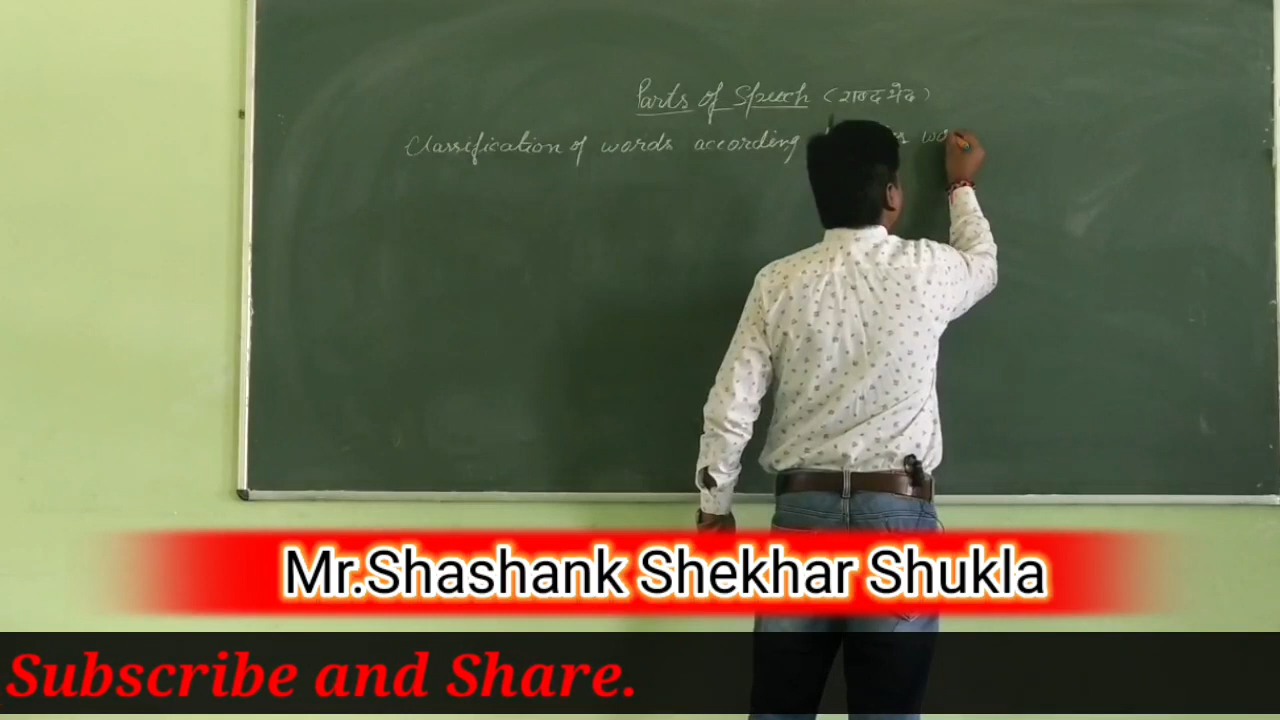 Parts of Speech (शब्द भेद)
Classification of words according
Mr.Shashank Shekhar Shukla
Subscribe and Share.